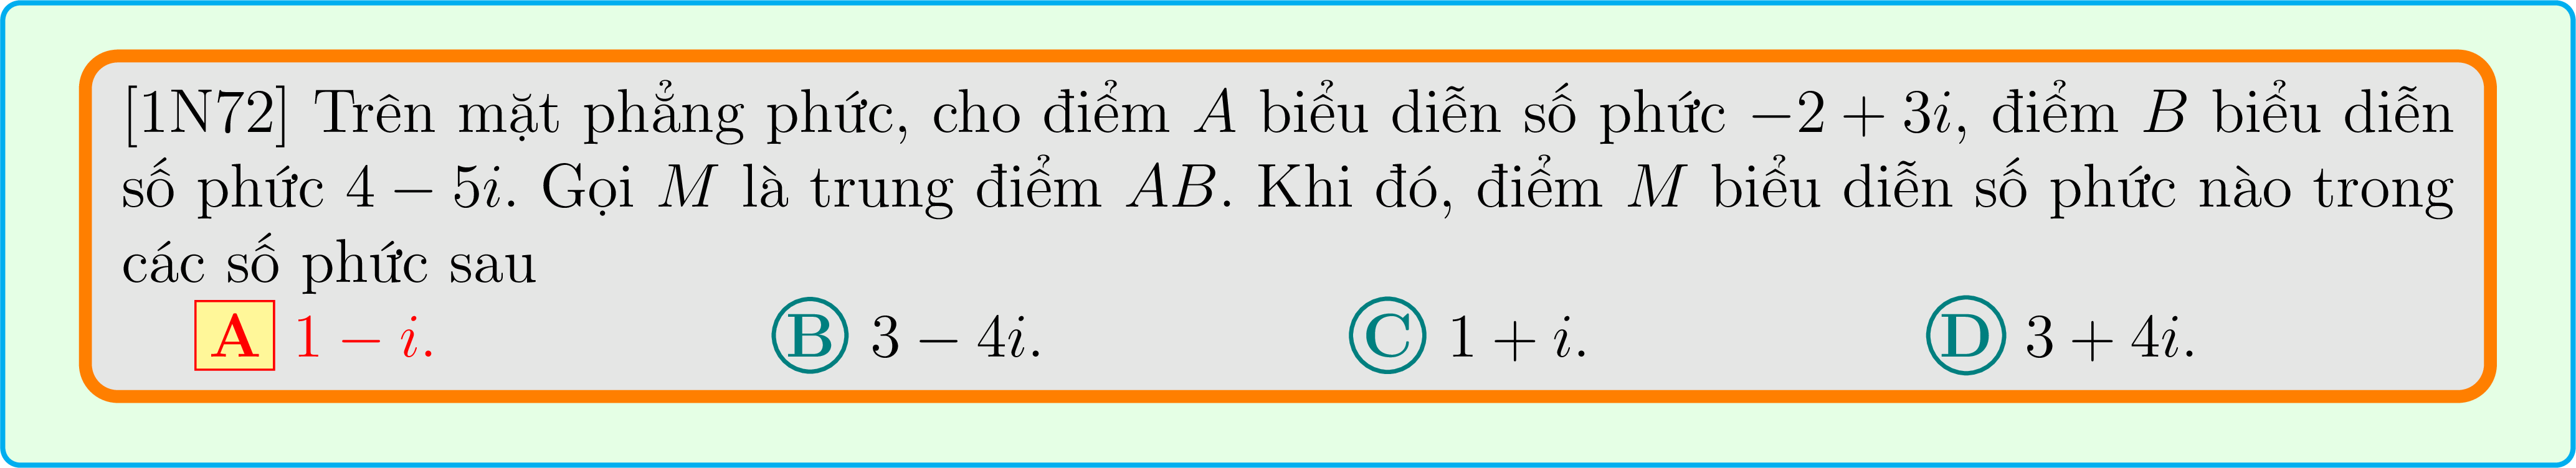 [1N72] Trên mặt phẳng phức, cho điểm A biểu diễn số phức −2 + 3i, điểm B biểu diễn
số phức 4 − 5i. Gọi M là trung điểm AB. Khi đó, điểm M biểu diễn số phức nào trong
các số phức sau
A 1 − i. B 3 − 4i. C 1 + i. D 3 + 4i.